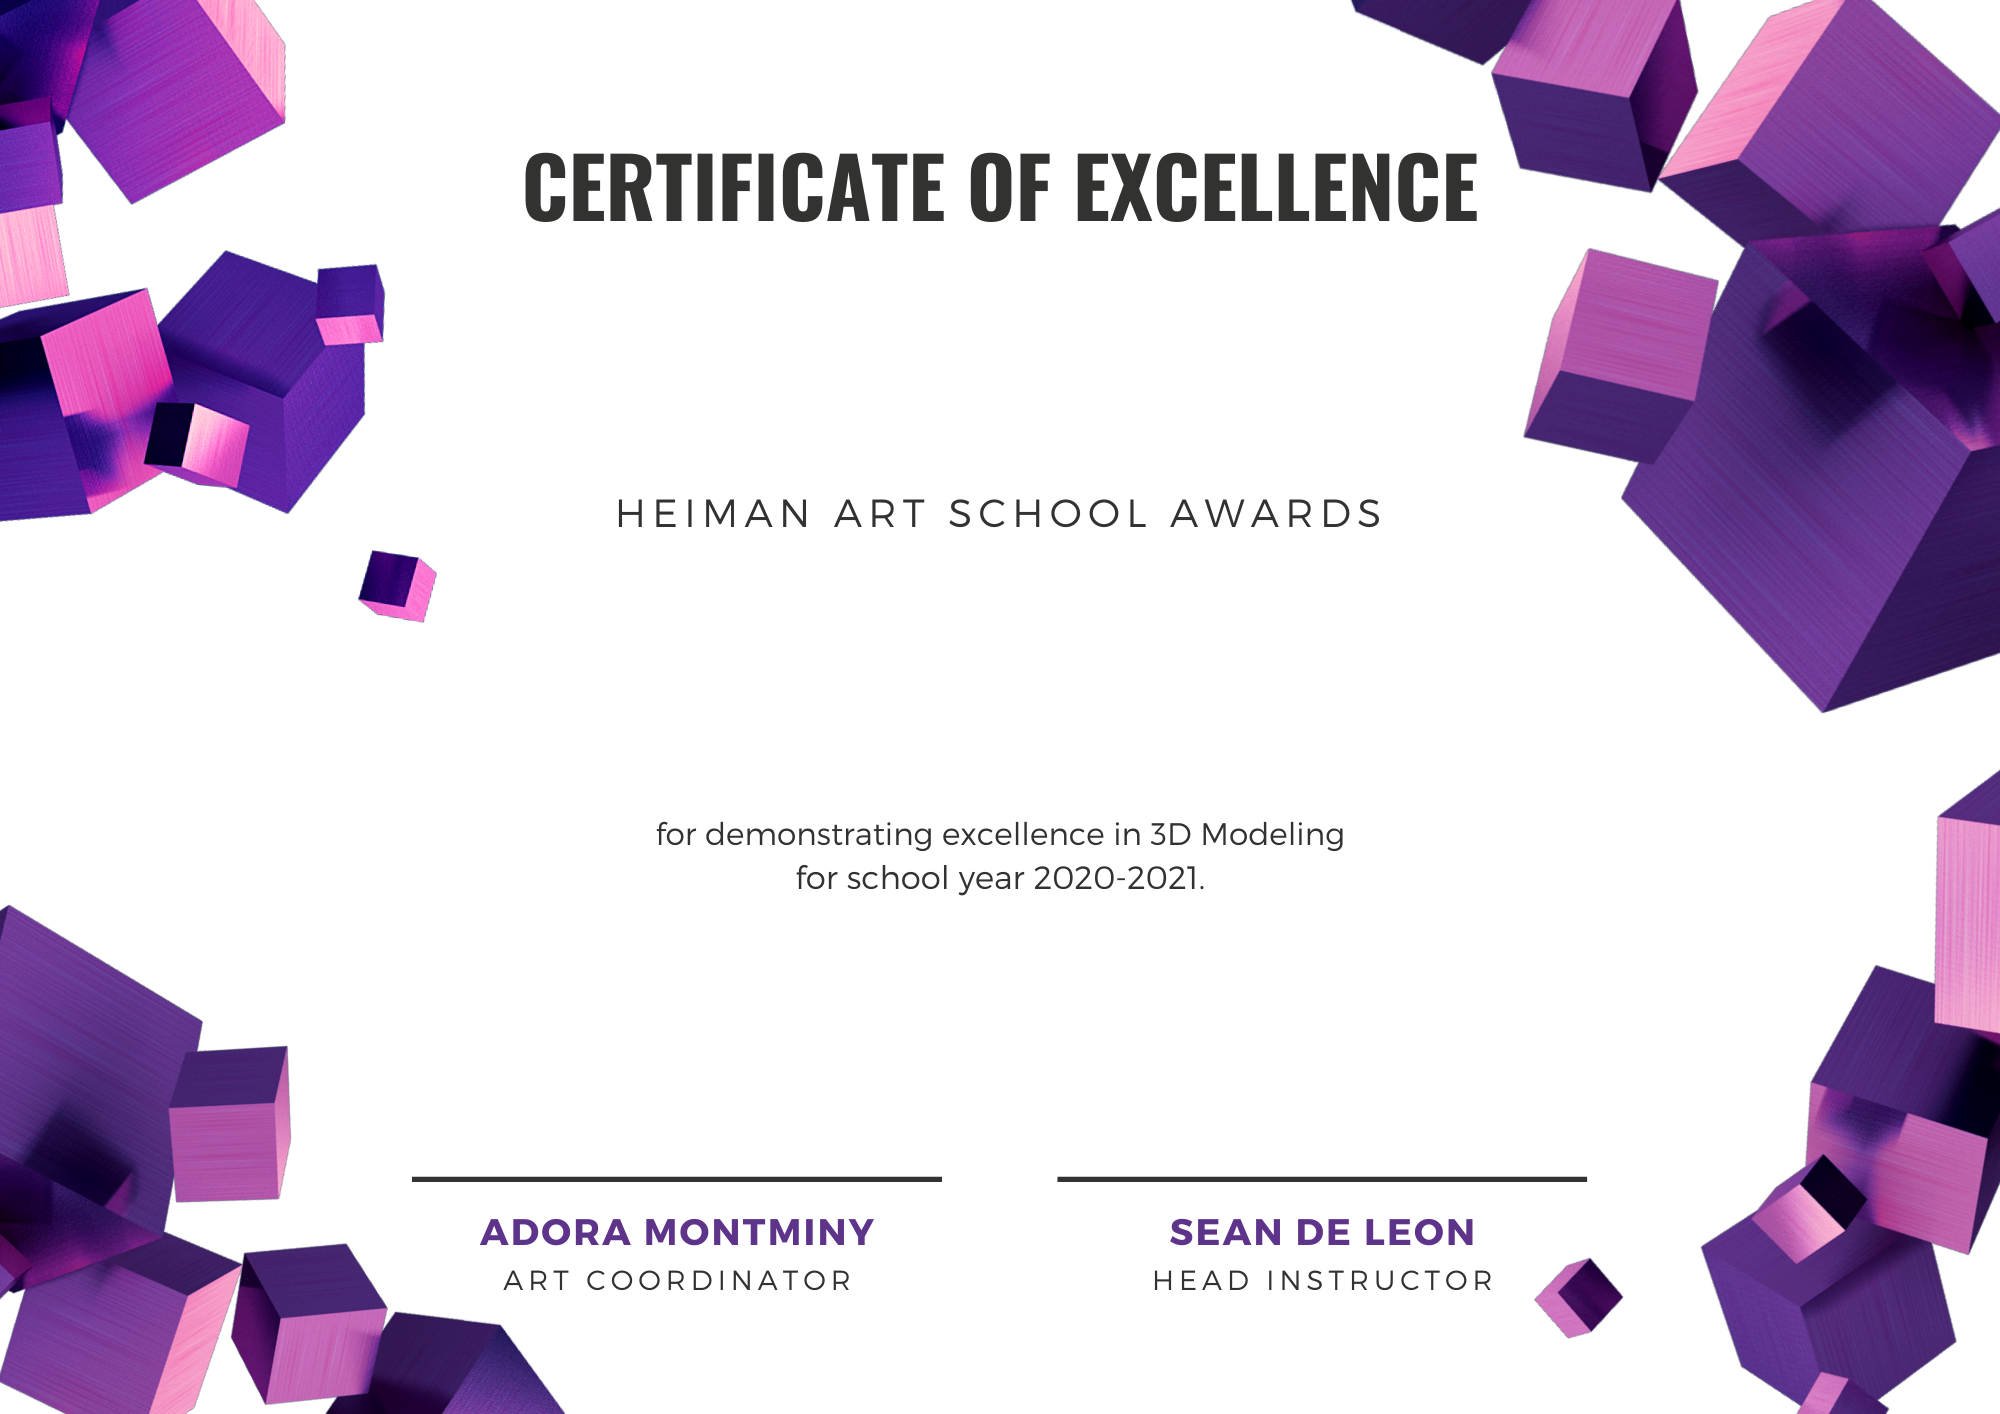 CERTIFICATE OF EXCELLENCE
HEIMAN ART SCHOOL AWARDS
for demonstrating excellence in 3D Modeling
for school year 2020-2021.
ADORA MONTMINY
ART COORDINATOR
SEAN DE LEON
HEAD INSTRUCTOR